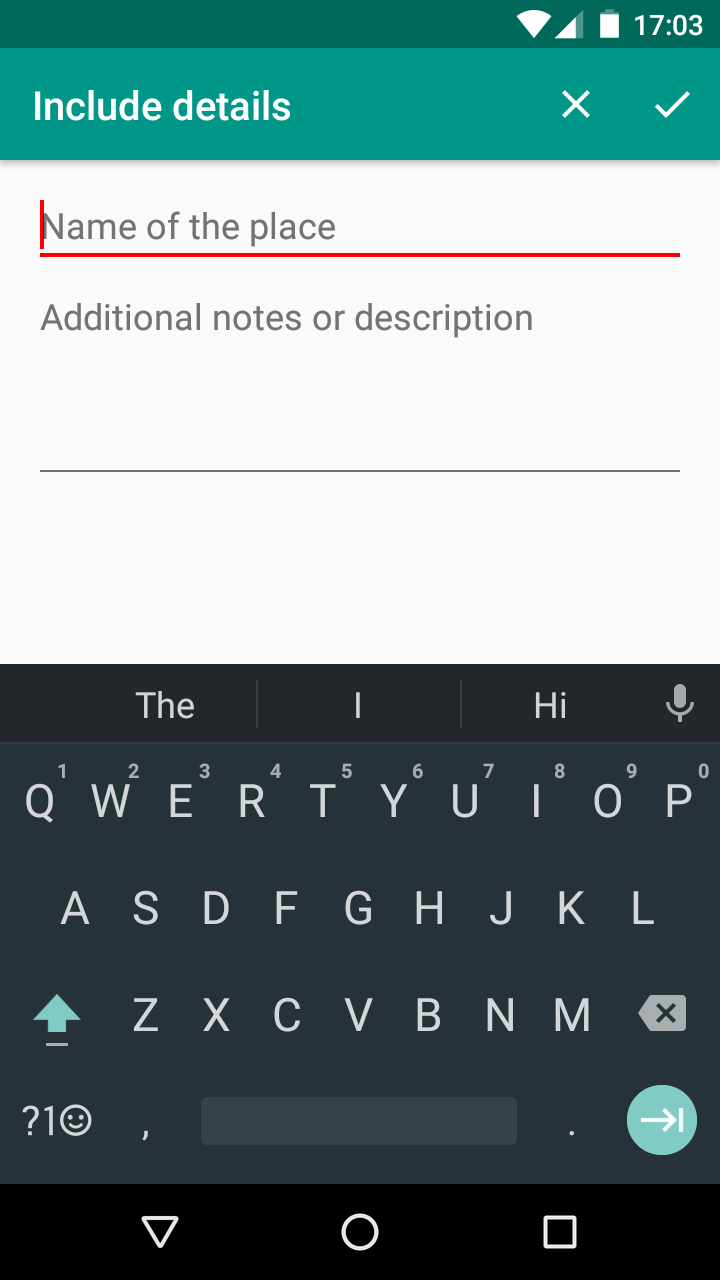 17:03
Include details
Name of the place
Additional notes or description
The I Hi
1 2 3 4 5 6 7 8 9 0
Q W E R T Y U I O P
A S D F G H J K L
Z X C V B N M
?1 , .